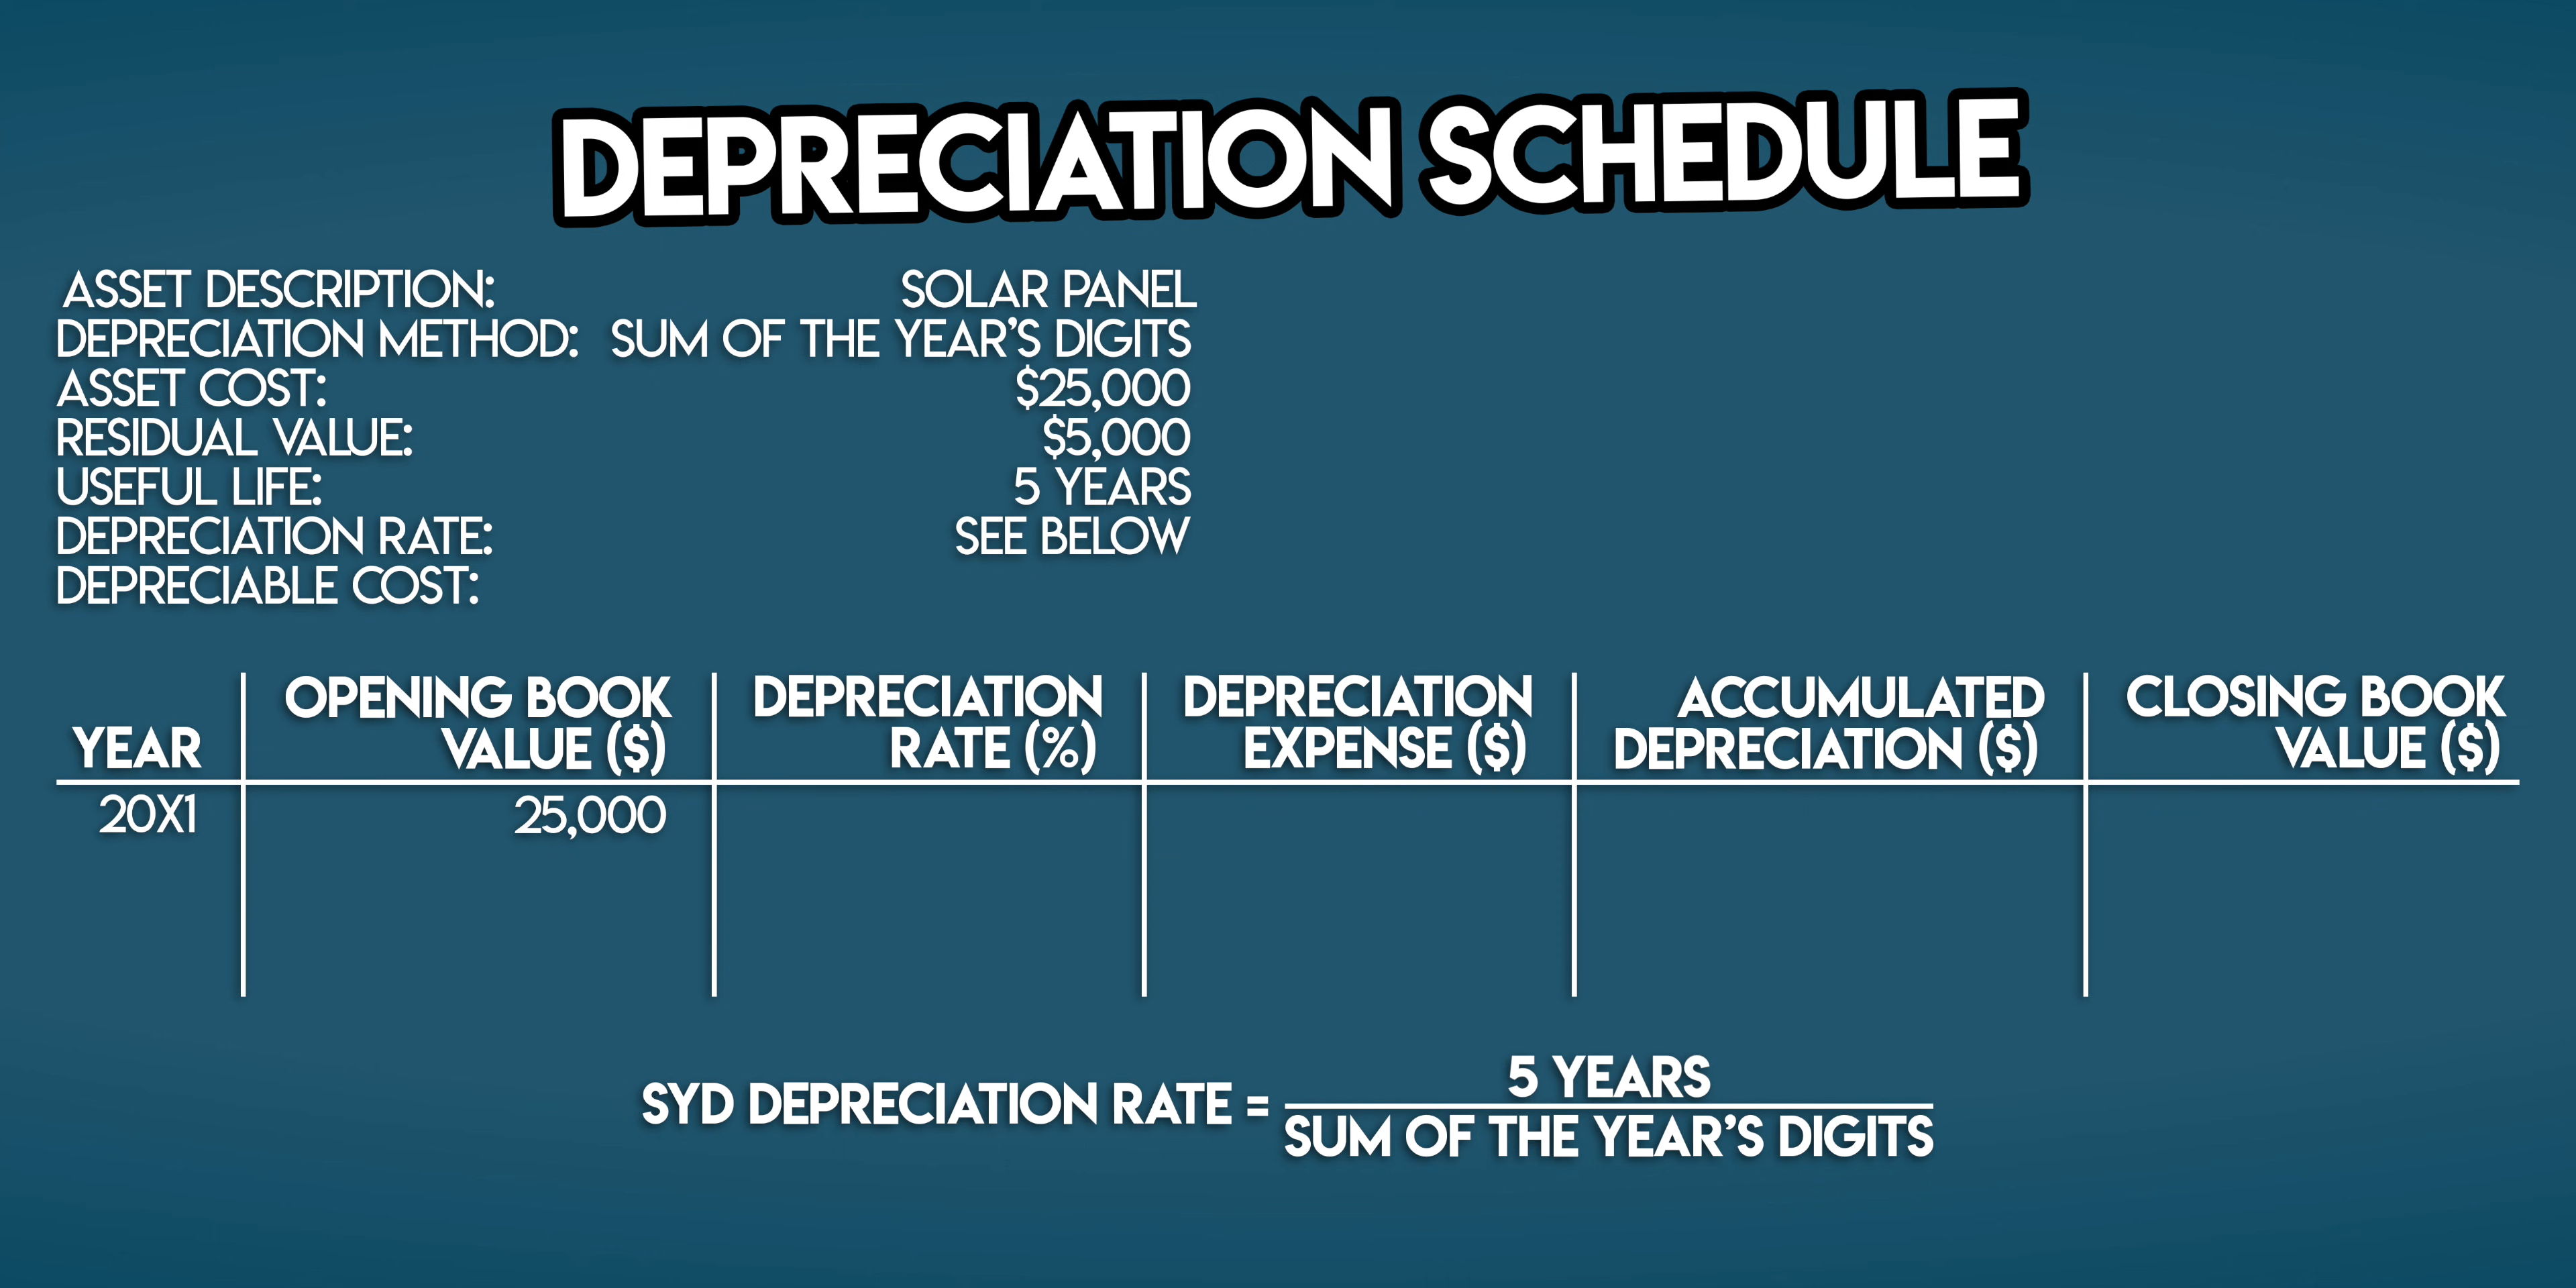 DEPRECIATION SCHEDULE
ASSET DESCRIPTION: SOLAR PANEL
DEPRECIATION METHOD: SUM OF THE YEAR'S DIGITS
ASSET COST: $25,000
RESIDUAL VALUE: $5,000
USEFUL LIFE: 5 YEARS
DEPRECIATION RATE: SEE BELOW
DEPRECIABLE COST:
YEAR
OPENING BOOK
VALUE ($)
DEPRECIATION
RATE (%)
DEPRECIATION
EXPENSE ($)
ACCUMULATED
DEPRECIATION ($)
CLOSING BOOK
VALUE ($)
20X1 25,000
SYD DEPRECIATION RATE =
5 YEARS
SUM OF THE YEAR'S DIGITS